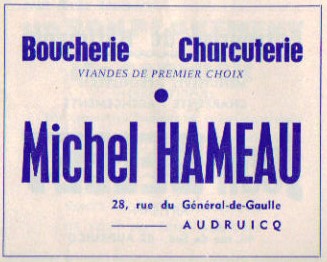 Boucherie Charcuterie
VIANDES DE PREMIER CHOIX
Michel HAMEAU
28, rue du Général-de-Gaulle
AUDRUICQ